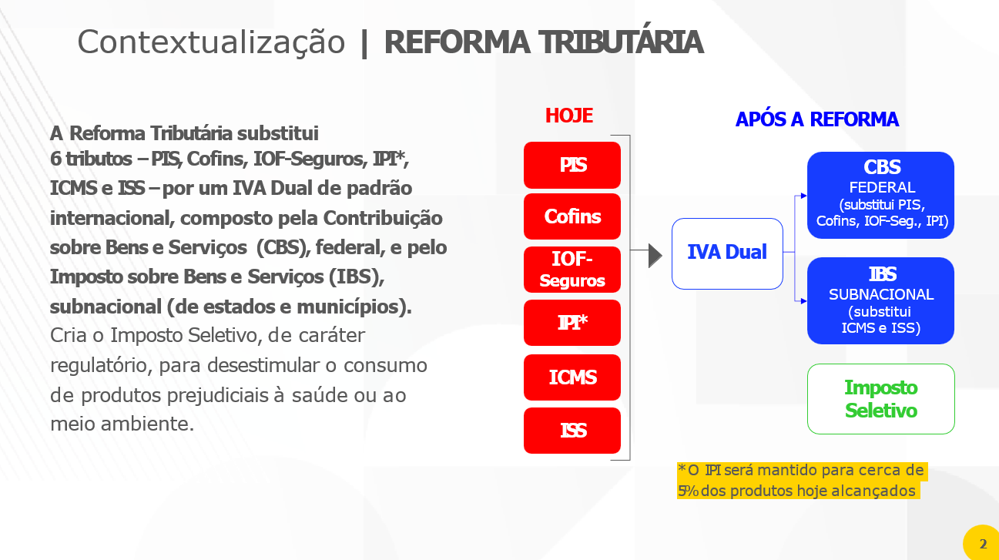 Contextualização | REFORMA TRIBUTÁRIA
A Reforma Tributária substitui
6 tributos – PIS, Cofins, IOF-Seguros, IPI*,
ICMS e ISS – por um IVA Dual de padrão
internacional, composto pela Contribuição
sobre Bens e Serviços (CBS), federal, e pelo
Imposto sobre Bens e Serviços (IBS),
subnacional (de estados e municípios).
Cria o Imposto Seletivo, de caráter
regulatório, para desestimular o consumo
de produtos prejudiciais à saúde ou ao
meio ambiente.
HOJE
PIS
Cofins
IOF-
Seguros
IPI*
ICMS
ISS
IVA Dual
APÓS A REFORMA
CBS
FEDERAL
(substitui PIS,
Cofins, IOF-Seg., IPI)
IBS
SUBNACIONAL
(substitui
ICMS e ISS)
Imposto
Seletivo
* O IPI será mantido para cerca de
5% dos produtos hoje alcançados
2